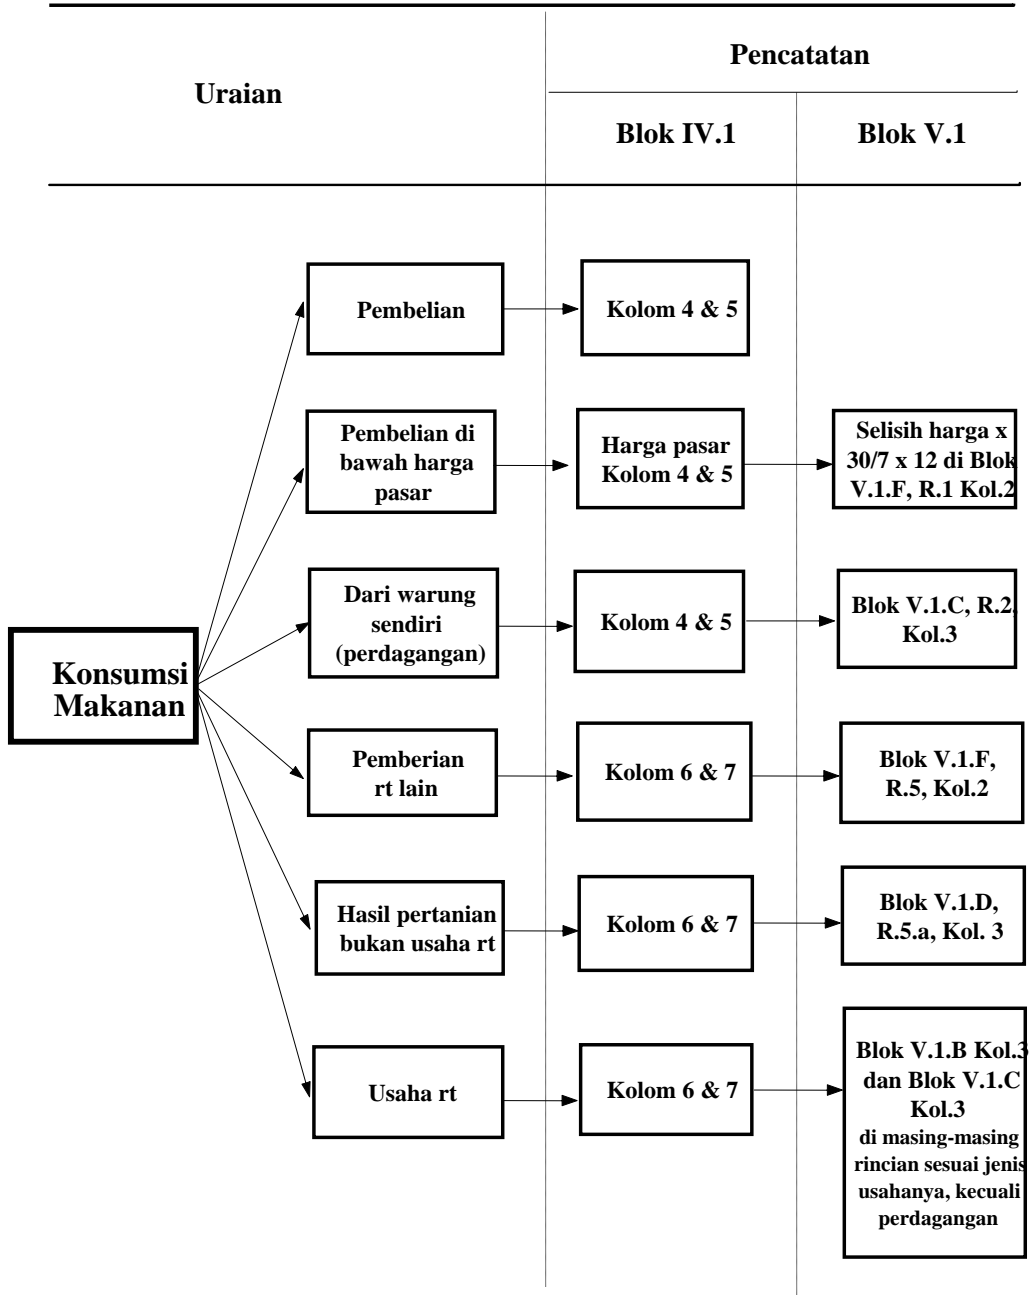 Uraian
Pencatatan
Blok IV.1
Blok V.1
Konsumsi
Makanan
Pembelian
Kolom 4 & 5
Pembelian di
bawah harga
pasar
Harga pasar
Kolom 4 & 5
Selisih harga x
30/7 x 12 di Blok
V.1.F, R.1 Kol.2
Dari warung
sendiri
(perdagangan)
Kolom 4 & 5
Blok V.1.C, R.2,
Kol.3
Pemberian
rt lain
Kolom 6 & 7
Blok V.1.F,
R.5, Kol.2
Hasil pertanian
bukan usaha rt
Kolom 6 & 7
Blok V.1.D,
R.5.a, Kol. 3
Usaha rt
Kolom 6 & 7
Blok V.1.B Kol.3
dan Blok V.1.C
Kol.3
di masing-masing
rincian sesuai jenis
usahanya, kecuali
perdagangan